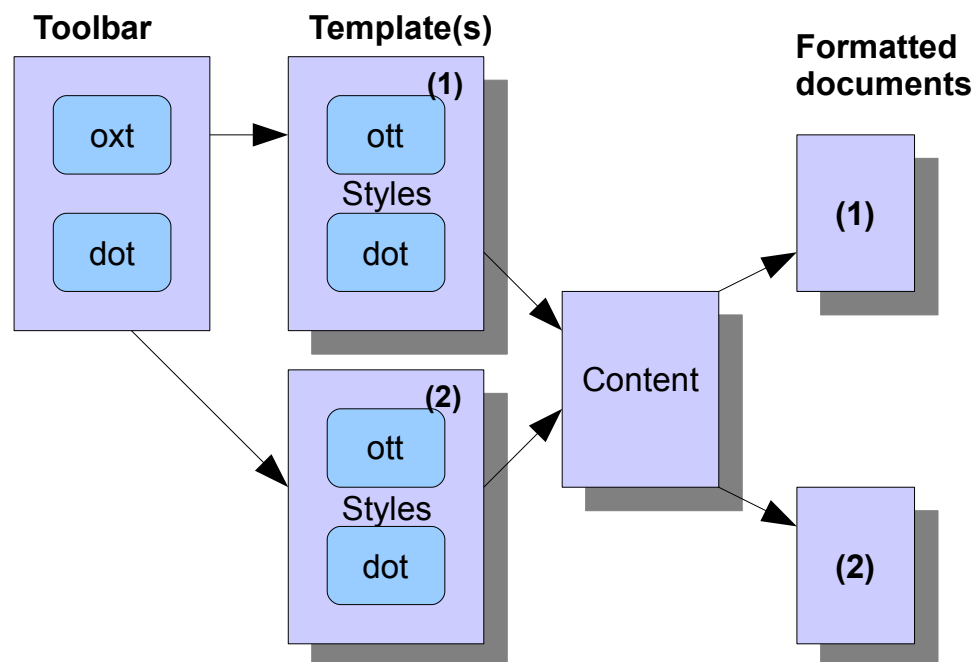 Toolbar
oxt
dot
Template(s)
(1)
ott
Styles
dot
(2)
ott
Styles
dot
Content
Formatted
documents
(1)
(2)